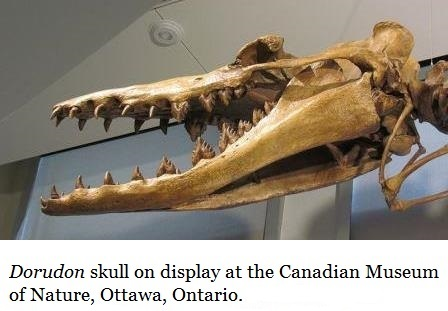 Dorudon skull on display at the Canadian Museum
of Nature, Ottawa, Ontario.